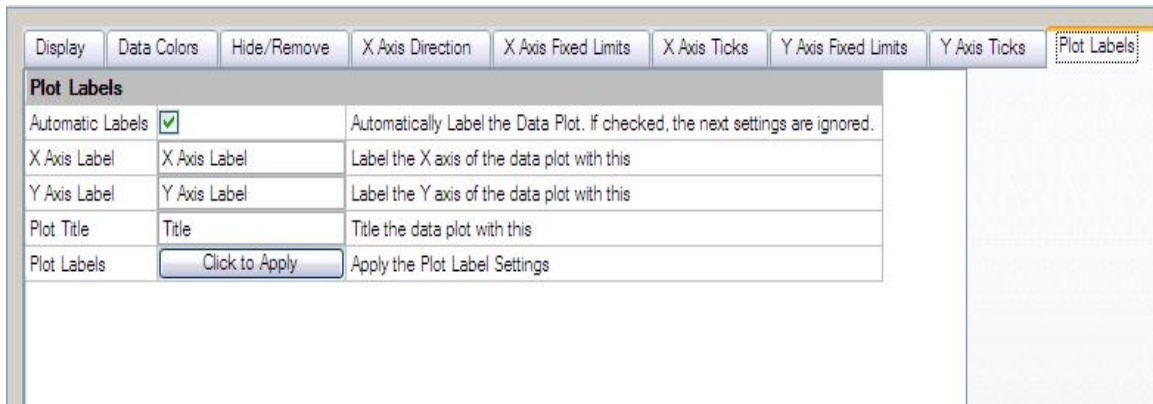 Display Data Colors Hide/Remove X Axis Direction X Axis Fixed Limits X Axis Ticks Y Axis Fixed Limits Y Axis Ticks Plot Labels
Plot Labels
Automatic Labels Automatically Label the Data Plot. If checked, the next settings are ignored.
X Axis Label X Axis Label Label the X axis of the data plot with this
Y Axis Label Y Axis Label Label the Y axis of the data plot with this
Plot Title Title Title the data plot with this
Plot Labels Click to Apply Apply the Plot Label Settings